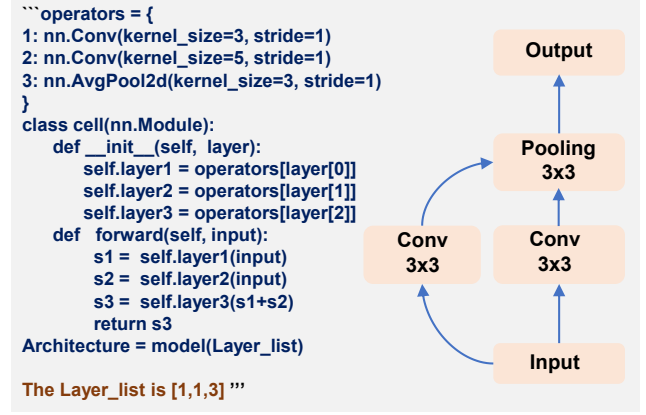 ```operators = {
1: nn.Conv(kernel_size=3, stride=1)
2: nn.Conv(kernel_size=5, stride=1)
3: nn.AvgPool2d(kernel_size=3, stride=1)
}
class cell(nn.Module):
def __init__(self, layer):
self.layer1 = operators[layer[0]]
self.layer2 = operators[layer[1]]
self.layer3 = operators[layer[2]]
def forward(self, input):
s1 = self.layer1(input)
s2 = self.layer2(input)
s3 = self.layer3(s1+s2)
return s3
Architecture = model(Layer_list)
The Layer_list is [1,1,3] ’’’
Output
Pooling
3x3
Conv
3x3
Conv
3x3
Input